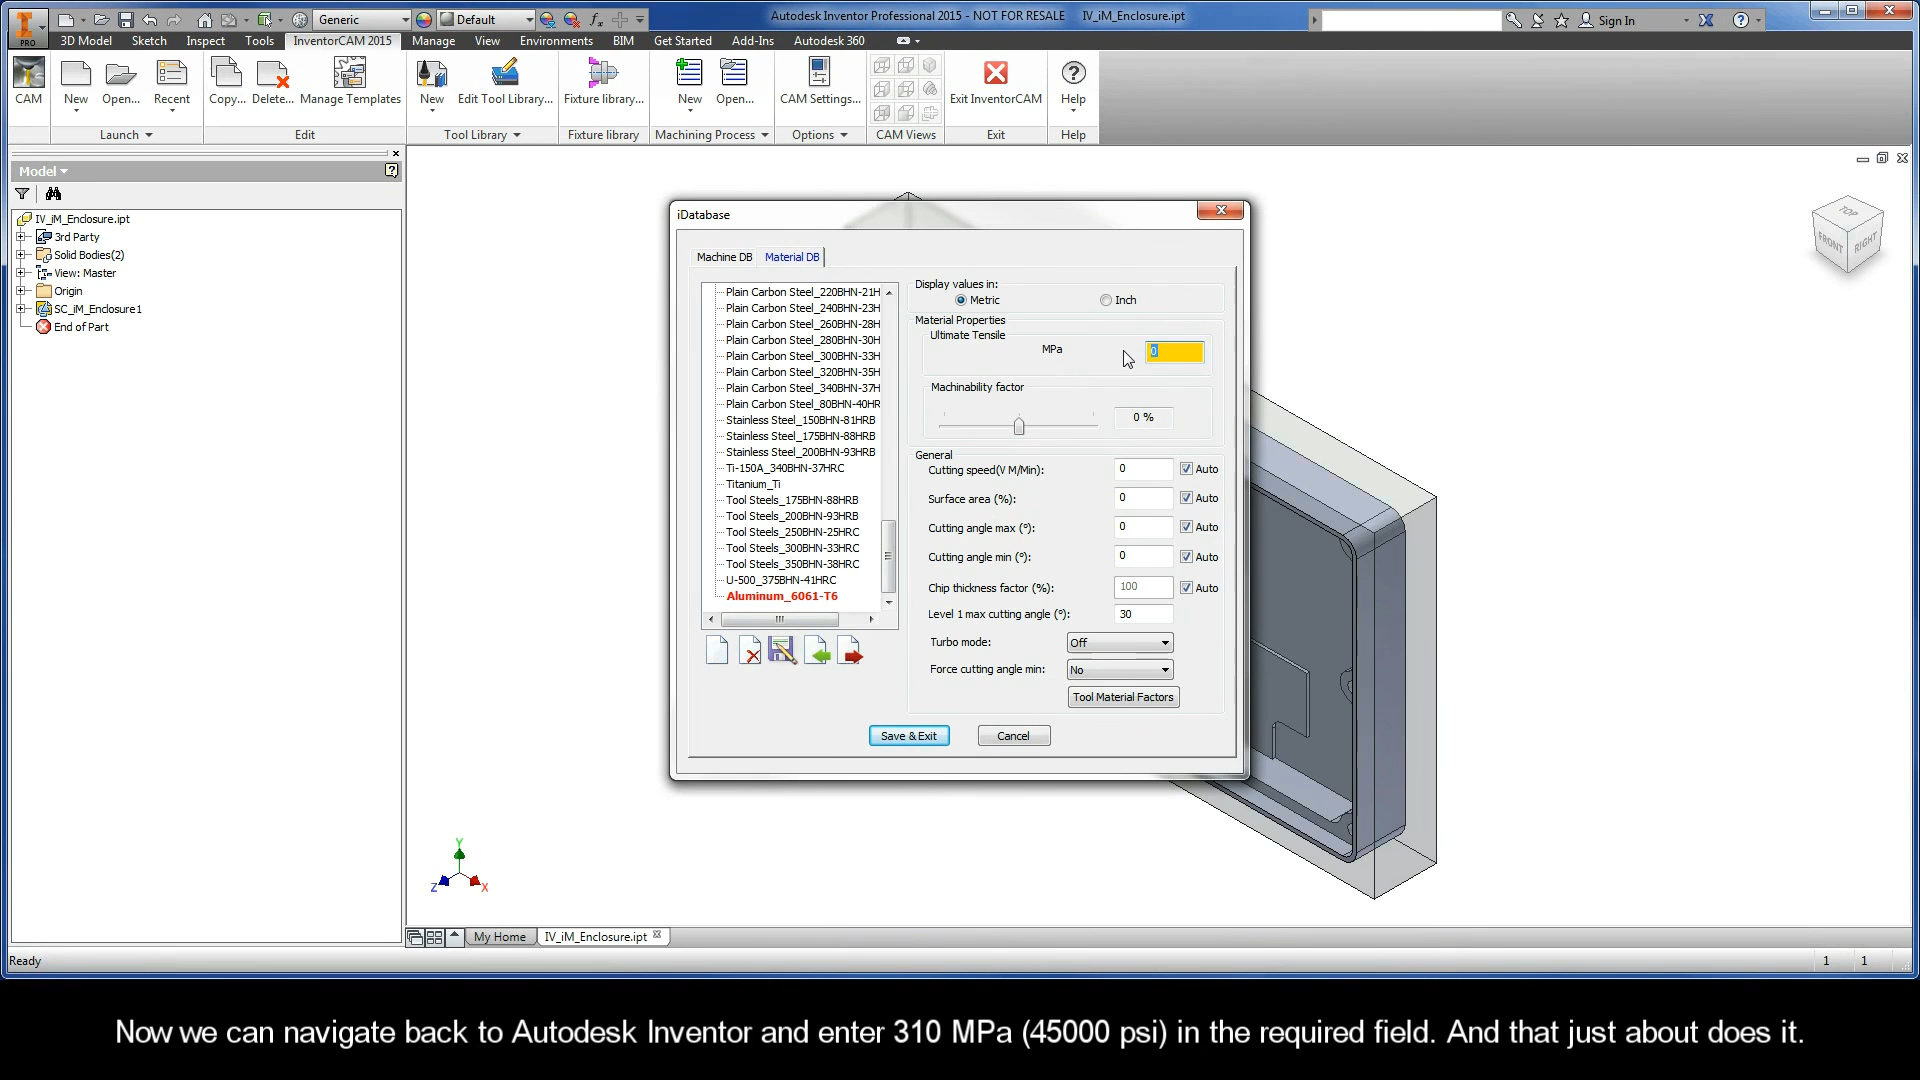 Generic
Default
Autodesk Inventor Professional 2015 - NOT FOR RESALE IV_iM_Enclosure.ipt
Sign In
PRO
3D Model Sketch Inspect Tools InventorCAM 2015 Manage View Environments BIM Get Started Add-Ins Autodesk 360
CAM New Open... Recent Copy... Delete... Manage Templates New Edit Tool Library... Fixture library... New Open... CAM Settings... Exit InventorCAM Help
Launch Edit Tool Library Fixture library Machining Process Options CAM Views Exit Help
Model
IV_iM_Enclosure.ipt
3rd Party
Solid Bodies(2)
View: Master
Origin
SC_iM_Enclosure1
End of Part
iDatabase
Machine DB Material DB
Plain Carbon Steel_220BHN-21H
Plain Carbon Steel_240BHN-23H
Plain Carbon Steel_260BHN-28H
Plain Carbon Steel_280BHN-30H
Plain Carbon Steel_300BHN-33H
Plain Carbon Steel_320BHN-35H
Plain Carbon Steel_340BHN-37H
Plain Carbon Steel_80BHN-40HR
Stainless Steel_150BHN-81HRB
Stainless Steel_175BHN-88HRB
Stainless Steel_200BHN-93HRB
Ti-150A_340BHN-37HRC
Titanium_Ti
Tool Steels_175BHN-88HRB
Tool Steels_200BHN-93HRB
Tool Steels_250BHN-25HRC
Tool Steels_300BHN-33HRC
Tool Steels_350BHN-38HRC
U-500_375BHN-41HRC
Aluminum_6061-T6
Display values in:
Metric Inch
Material Properties
Ultimate Tensile
MPa 0
Machinability factor
0 %
General
Cutting speed(V M/Min): 0 Auto
Surface area (%): 0 Auto
Cutting angle max (º): 0 Auto
Cutting angle min (º): 0 Auto
Chip thickness factor (%): 100 Auto
Level 1 max cutting angle (º): 30
Turbo mode: Off
Force cutting angle min: No
Tool Material Factors
Save & Exit Cancel
TOP
FRONT RIGHT
Y
Z X
My Home IV_iM_Enclosure.ipt
Ready 1 1
Now we can navigate back to Autodesk Inventor and enter 310 MPa (45000 psi) in the required field. And that just about does it.